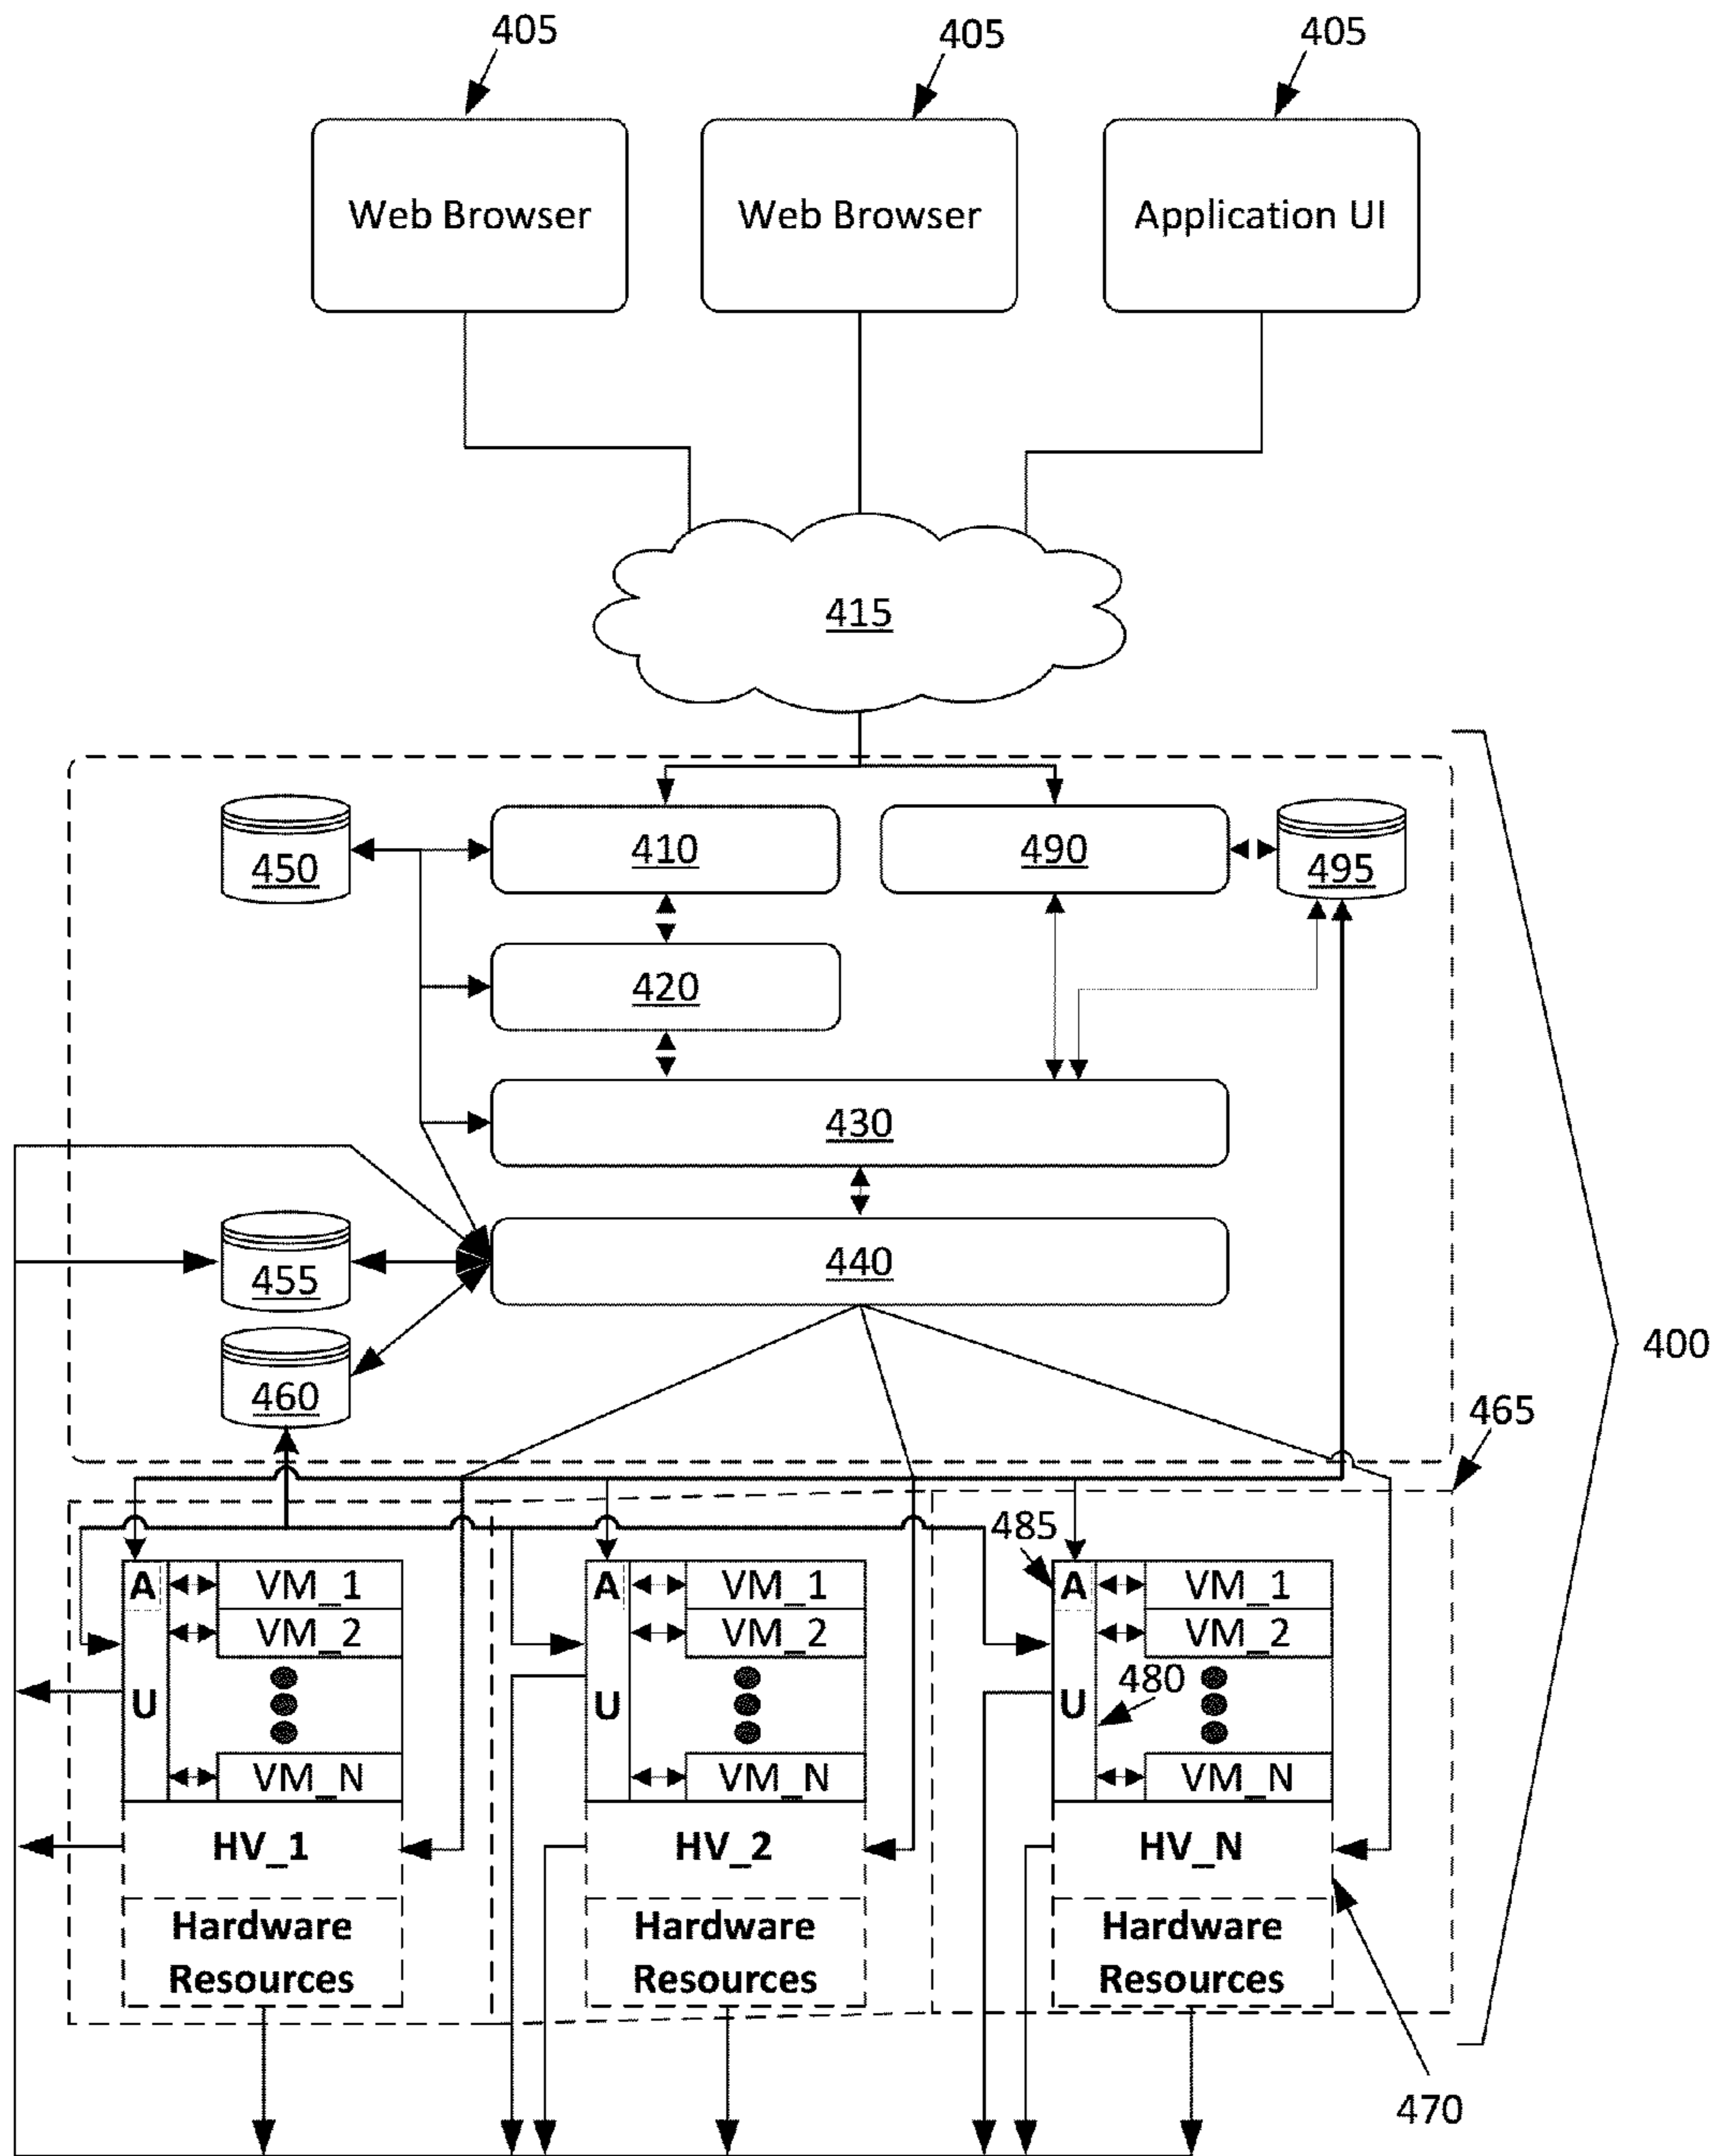 405 405 405
Web Browser Web Browser Application UI
415
450 410 490 495
420
430
455 440
400
460
465
485
A VM_1 A VM_1 A VM_1
VM_2 VM_2 VM_2
480
U U U
VM_N VM_N VM_N
HV_1 HV_2 HV_N
Hardware Hardware Hardware
Resources Resources Resources
470